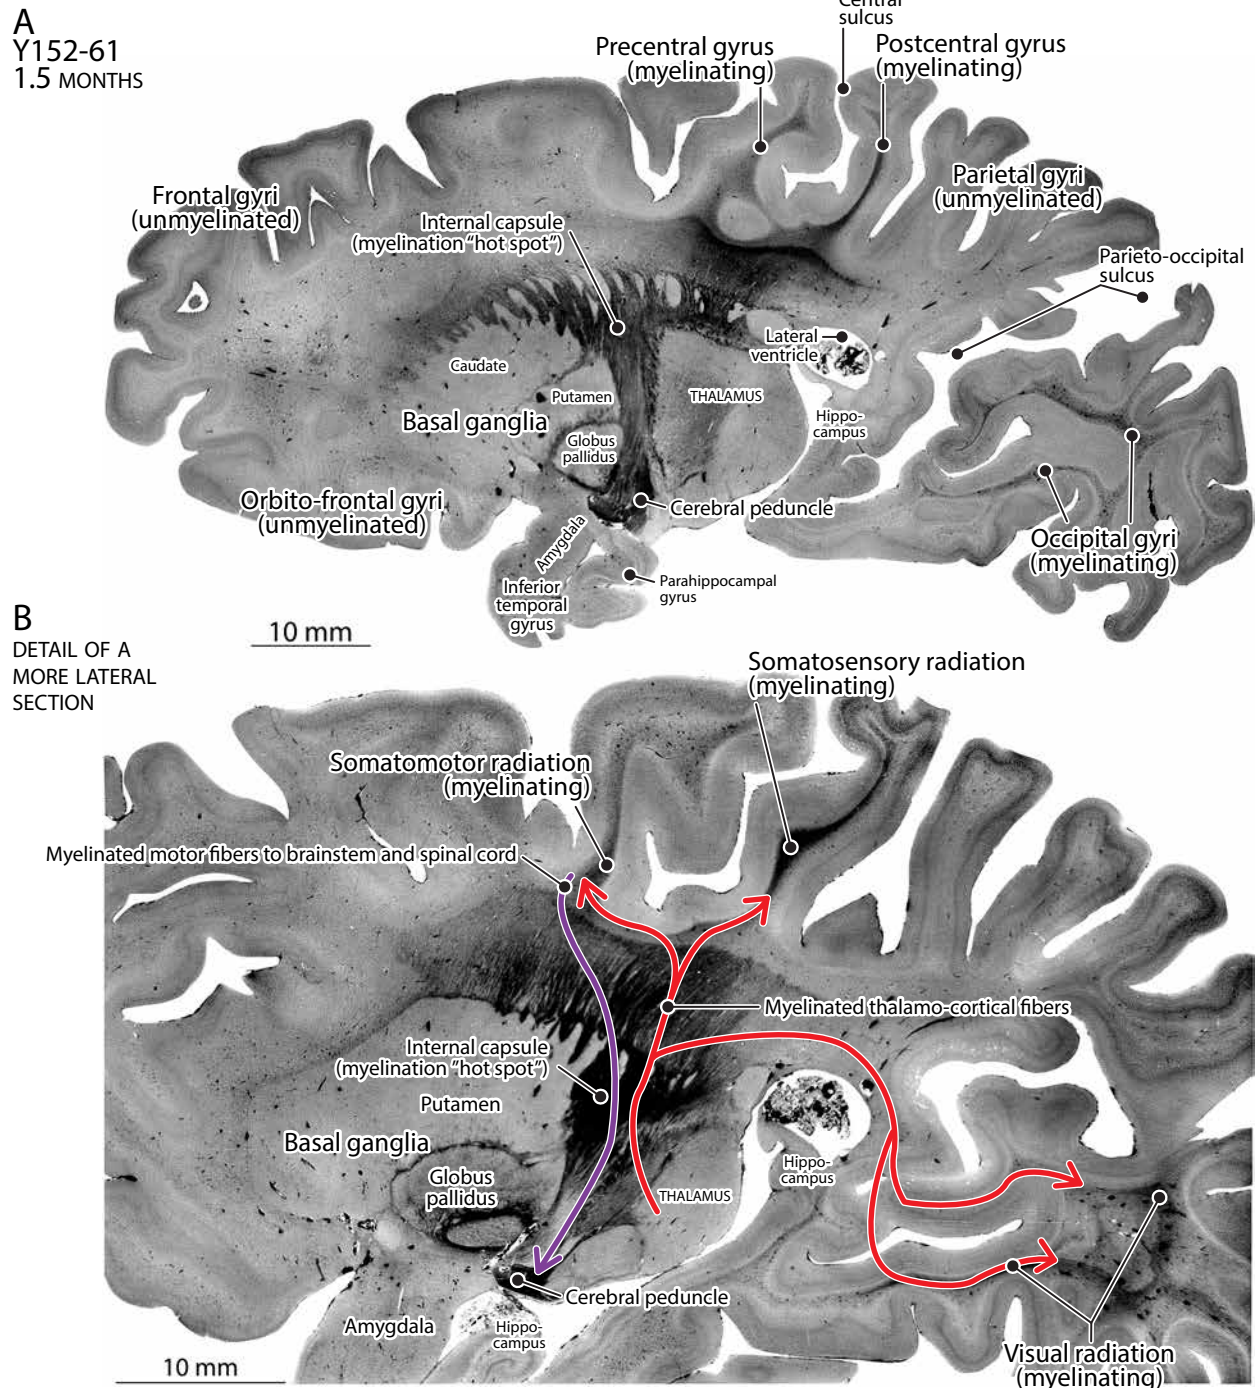 A
Y152-61
1.5 MONTHS
Central
sulcus
Precentral gyrus
(myelinating)
Postcentral gyrus
(myelinating)
Frontal gyri
(unmyelinated)
Parietal gyri
(unmyelinated)
Internal capsule
(myelination "hot spot")
Parieto-occipital
sulcus
Lateral
ventricle
Caudate
Putamen
THALAMUS
Basal ganglia
Hippo-
campus
Globus
pallidus
Orbito-frontal gyri
(unmyelinated)
Cerebral peduncle
Amygdala
Occipital gyri
(myelinating)
Inferior
temporal
gyrus
Parahippocampal
gyrus
10 mm
B
DETAIL OF A
MORE LATERAL
SECTION
Somatosensory radiation
(myelinating)
Somatomotor radiation
(myelinating)
Myelinated motor fibers to brainstem and spinal cord
Myelinated thalamo-cortical fibers
Internal capsule
(myelination "hot spot")
Putamen
Basal ganglia
Globus
pallidus
Hippo-
campus
THALAMUS
Cerebral peduncle
Amygdala
Hippo-
campus
Visual radiation
(myelinating)
10 mm